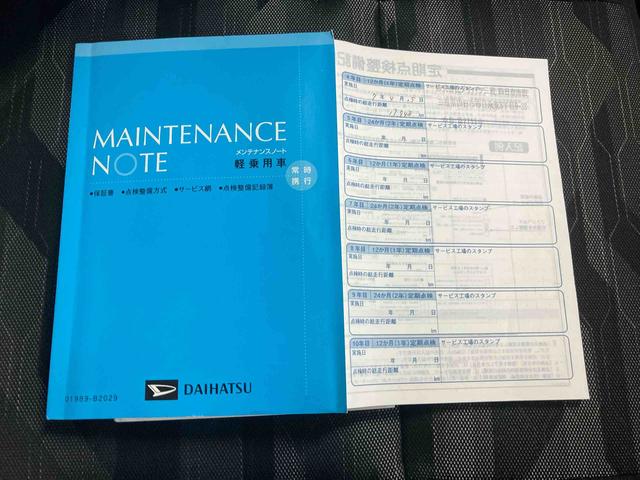 MAINTENANCE
NOTE
メンテナンスノート
軽乗用車
常時
携行
●保証書 ●点検整備方式 ●サービス網 ●点検整備記録簿
DAIHATSU
01989-B2029
4年目 12か月(1年)定期点検 サービス工場のスタンプ
実施日
7年4月5日
点検時の総走行距離
km
5年目 24か月(2年)定期点検 サービス工場のスタンプ
実施日
年 月 日
点検時の総走行距離
km
6年目 12か月(1年)定期点検 サービス工場のスタンプ
実施日
年 月 日
点検時の総走行距離
km
7年目 24か月(2年)定期点検 サービス工場のスタンプ
実施日
年 月 日
点検時の総走行距離
km
8年目 12か月(1年)定期点検 サービス工場のスタンプ
実施日
年 月 日
点検時の総走行距離
km
9年目 24か月(2年)定期点検 サービス工場のスタンプ
実施日
年 月 日
点検時の総走行距離
km
10年目 12か月(1年)定期点検 サービス工場のスタンプ
実施日
年 月 日
点検時の総走行距離
km